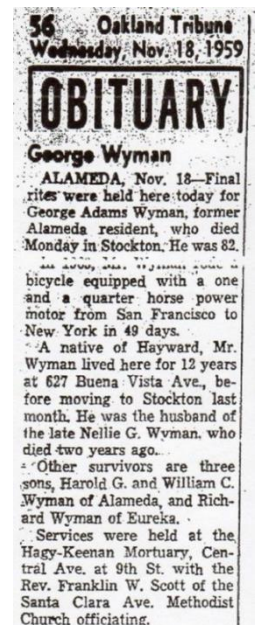 56 Oakland Tribune
Wednesday, Nov. 18, 1959
OBITUARY
George Wyman
ALAMEDA, Nov. 18—Final
rites were held here today for
George Adams Wyman, former
Alameda resident, who died
Monday in Stockton. He was 82.
Mr. Wyman rode a
bicycle equipped with a one
and a quarter horse power
motor from San Francisco to
New York in 49 days.
A native of Hayward, Mr.
Wyman lived here for 12 years
at 627 Buena Vista Ave., be-
fore moving to Stockton last
month. He was the husband of
the late Nellie G. Wyman, who
died two years ago.
Other survivors are three
sons, Harold G. and William C.
Wyman of Alameda, and Rich-
ard Wyman of Eureka.
Services were held at the
Hagy-Keenan Mortuary, Cen-
tral Ave. at 9th St. with the
Rev. Franklin W. Scott of the
Santa Clara Ave. Methodist
Church officiating.